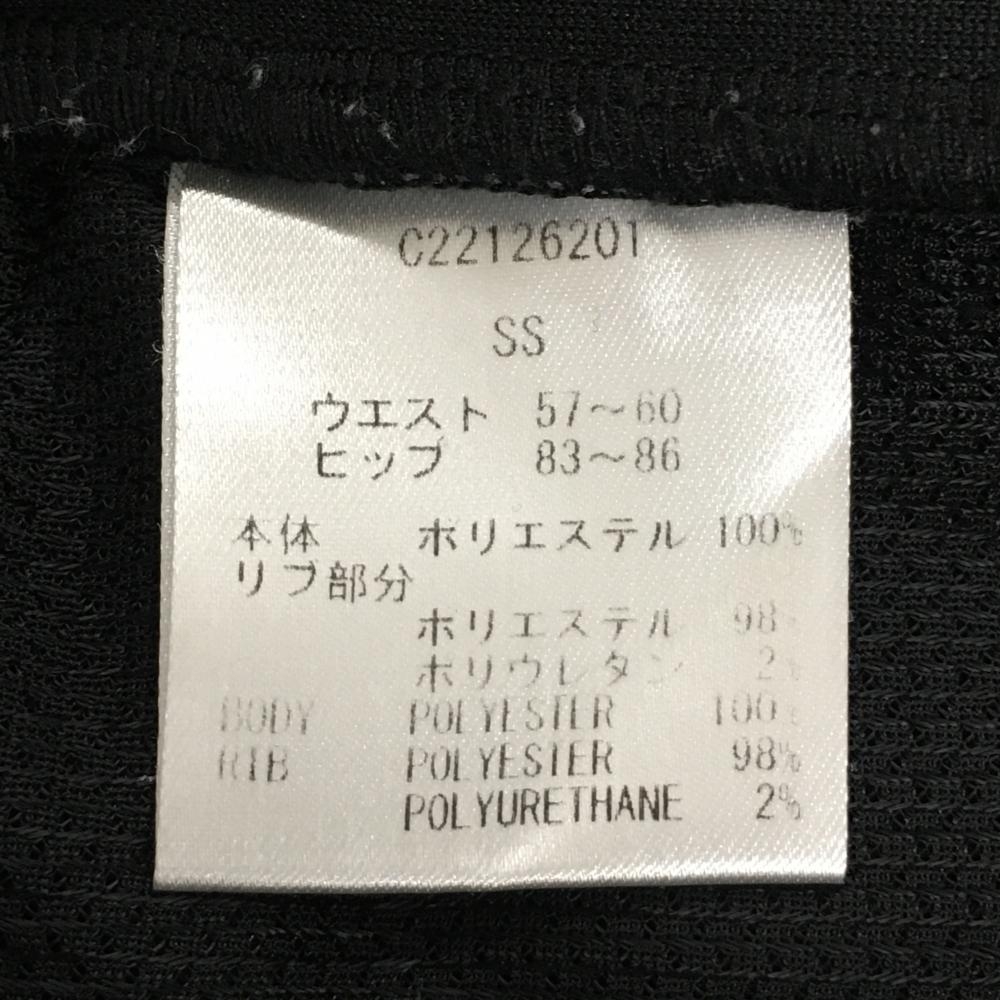 C22126201
SS
ウエスト 57～60
ヒップ 83～86
本体 ポリエステル 100%
リブ部分
ポリエステル 98%
ポリウレタン 2%
BODY POLYESTER 100%
RIB POLYESTER 98%
POLYURETHANE 2%